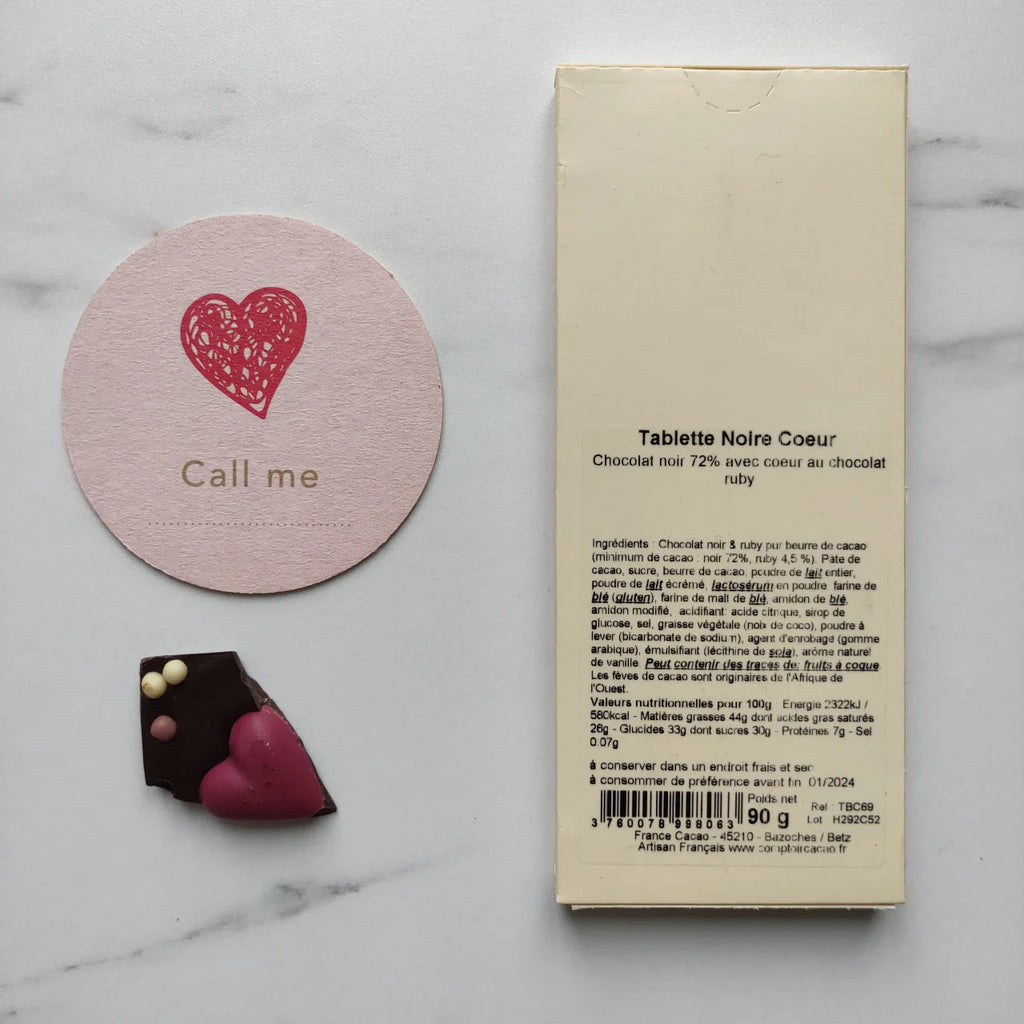 Call me
Tablette Noire Coeur
Chocolat noir 72% avec coeur au chocolat
ruby
Ingrédients : Chocolat noir & ruby pur beurre de cacao
(minimum de cacao : noir 72%, ruby 4,5 %). Pâte de
cacao, sucre, beurre de cacao, poudre de lait entier,
poudre de lait écrémé, lactosérum en poudre farine de
blé (gluten), farine de malt de blé, amidon de blé,
amidon modifié, acidifiant: acide citrique, sirop de
glucose, sel, graisse végétale (noix de coco), poudre à
lever (bicarbonate de sodium), agent d'enrobage (gomme
arabique), émulsifiant (lécithine de soja), arôme naturel
de vanille. Peut contenir des traces de: fruits à coque.
Les fèves de cacao sont originaires de l'Afrique de
l'Ouest.
Valeurs nutritionnelles pour 100g Energie 2322kJ /
580kcal - Matières grasses 44g dont acides gras saturés
26g - Glucides 33g dont sucres 30g - Protéines 7g - Sel
0.07g
à conserver dans un endroit frais et sec
à consommer de préférence avant fin 01/2024
Poids net
90 g
Ref : TBC69
Lot H292C52
3 760078 998063
France Cacao - 45210 - Bazoches / Betz
Artisan Français www.comptoircacao.fr